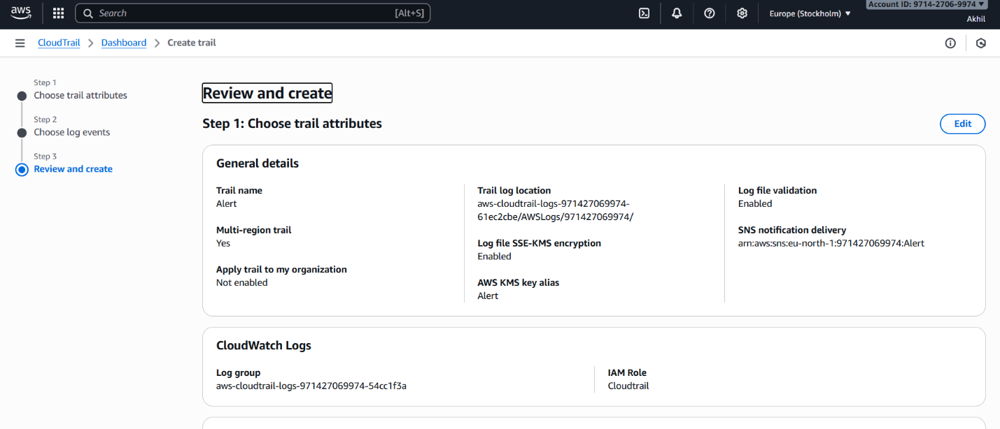 aws
Search
[Alt+S]
Europe (Stockholm)
Account ID: 9714-2706-9974
Akhil
CloudTrail
Dashboard
Create trail
Step 1
Choose trail attributes
Step 2
Choose log events
Step 3
Review and create
Review and create
Step 1: Choose trail attributes
Edit
General details
Trail name
Alert
Multi-region trail
Yes
Apply trail to my organization
Not enabled
Trail log location
aws-cloudtrail-logs-971427069974-
61ec2cbe/AWSLogs/971427069974/
Log file SSE-KMS encryption
Enabled
AWS KMS key alias
Alert
Log file validation
Enabled
SNS notification delivery
arn:aws:sns:eu-north-1:971427069974:Alert
CloudWatch Logs
Log group
aws-cloudtrail-logs-971427069974-54cc1f3a
IAM Role
Cloudtrail